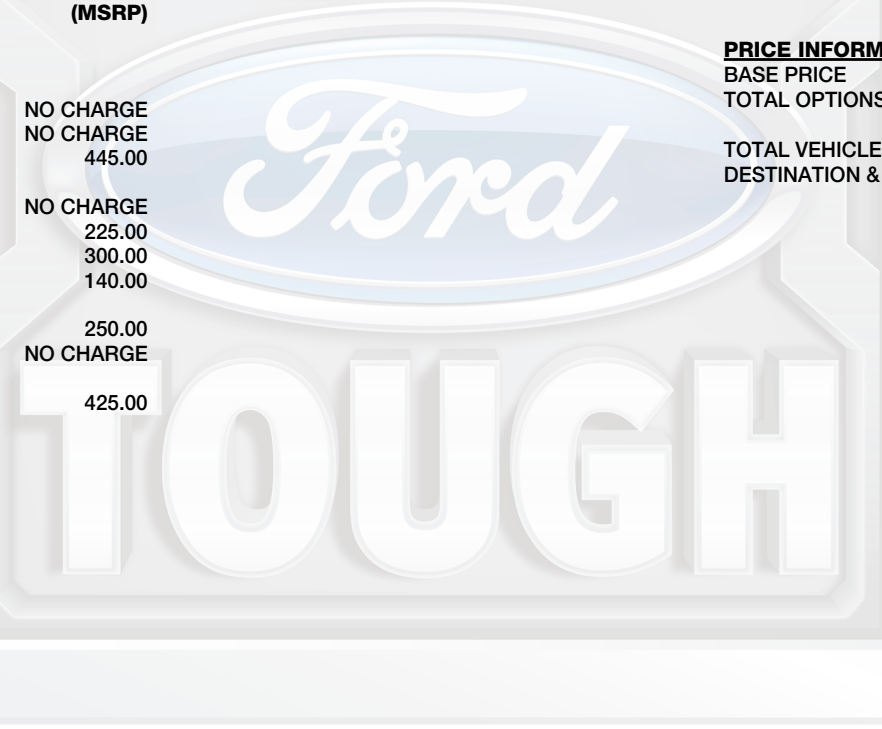 (MSRP)
NO CHARGE
NO CHARGE
445.00
NO CHARGE
225.00
300.00
140.00
250.00
NO CHARGE
425.00
PRICE INFORM
BASE PRICE
TOTAL OPTIONS
TOTAL VEHICLE
DESTINATION &
Ford
TOUGH